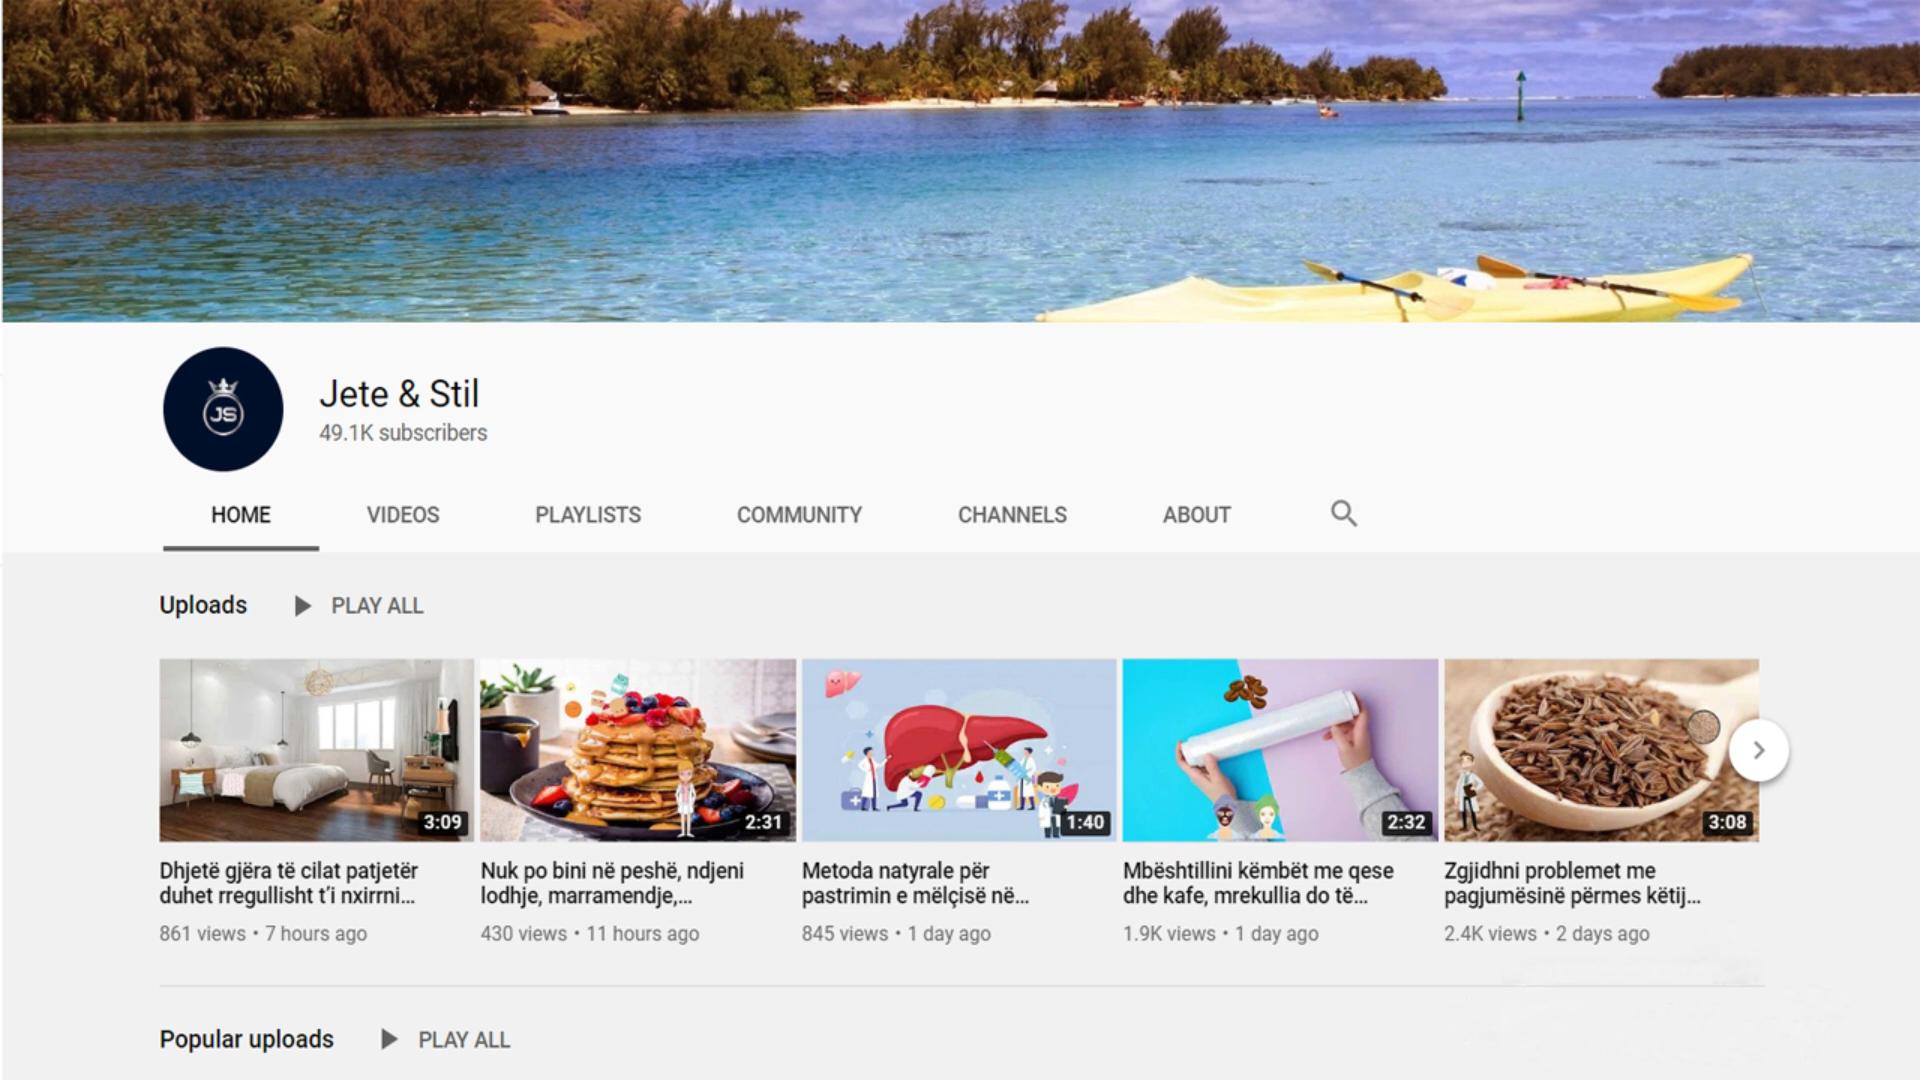 JS
Jete & Stil
49.1K subscribers
HOME VIDEOS PLAYLISTS COMMUNITY CHANNELS ABOUT
Uploads PLAY ALL
3:09 2:31 1:40 2:32 3:08
Dhjetë gjëra të cilat patjetër
duhet rregullisht t’i nxirrni...
861 views • 7 hours ago
Nuk po bini në peshë, ndjeni
lodhje, marramendje,...
430 views • 11 hours ago
Metoda natyrale për
pastrimin e mëlçisë në...
845 views • 1 day ago
Mbështillini këmbët me qese
dhe kafe, mrekullia do të...
1.9K views • 1 day ago
Zgjidhni problemet me
pagjumësinë përmes këtij...
2.4K views • 2 days ago
Popular uploads PLAY ALL